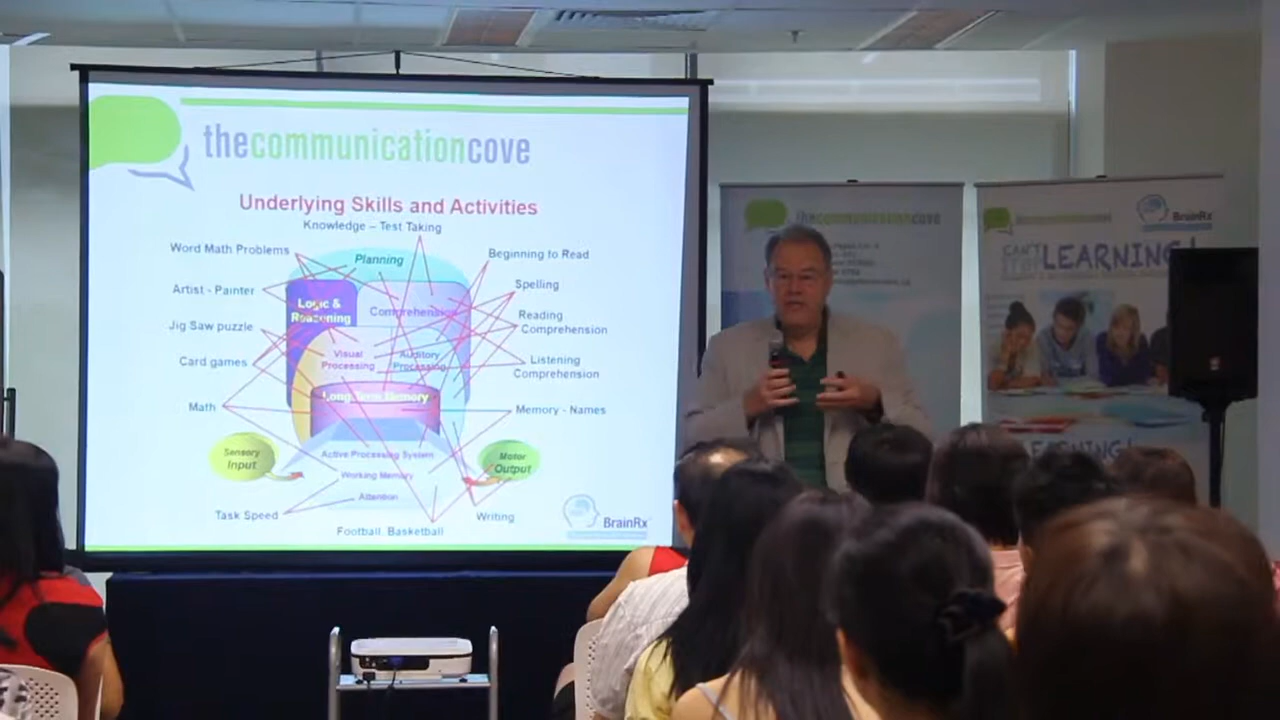 thecommunicationcove
Underlying Skills and Activities
Knowledge – Test Taking
Word Math Problems
Planning
Beginning to Read
Artist - Painter
Logic &
Reasoning
Comprehension
Spelling
Jig Saw puzzle
Reading
Comprehension
Card games
Visual
Processing
Auditory
Processing
Listening
Comprehension
Math
Long Term Memory
Memory - Names
Sensory
Input
Active Processing System
Motor
Output
Working Memory
Attention
Task Speed
Writing
Football, Basketball
BrainRx
thecommunicationcove
BrainRx
LEARNING!
LEARNING!